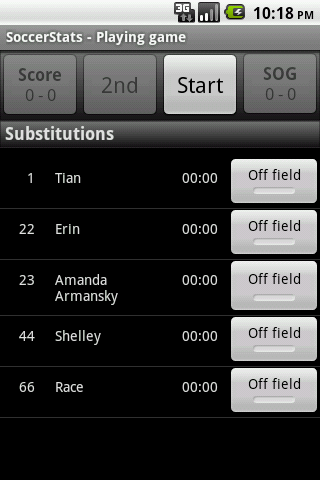 3G 10:18 PM
SoccerStats - Playing game
Score 2nd Start SOG
0 - 0 0 - 0
Substitutions
1 Tian 00:00 Off field
22 Erin 00:00 Off field
23 Amanda 00:00 Off field
Armansky
44 Shelley 00:00 Off field
66 Race 00:00 Off field